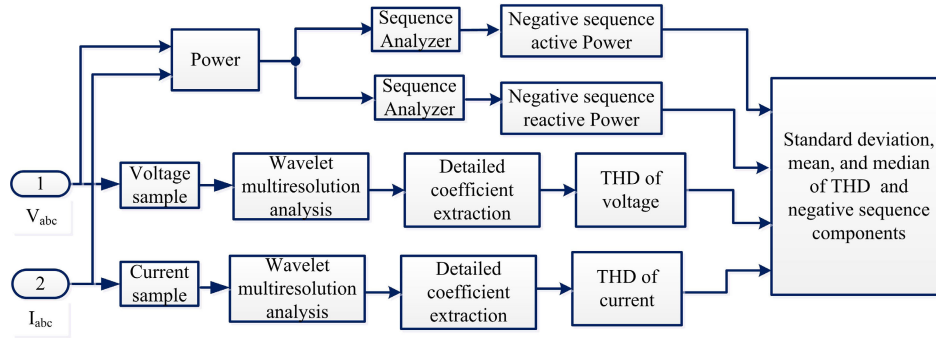 Power
Sequence
Analyzer
Negative sequence
active Power
Sequence
Analyzer
Negative sequence
reactive Power
Standard deviation,
mean, and median
of THD and
negative sequence
components
1
V_abc
Voltage
sample
Wavelet
multiresolution
analysis
Detailed
coefficient
extraction
THD of
voltage
2
I_abc
Current
sample
Wavelet
multiresolution
analysis
Detailed
coefficient
extraction
THD of
current